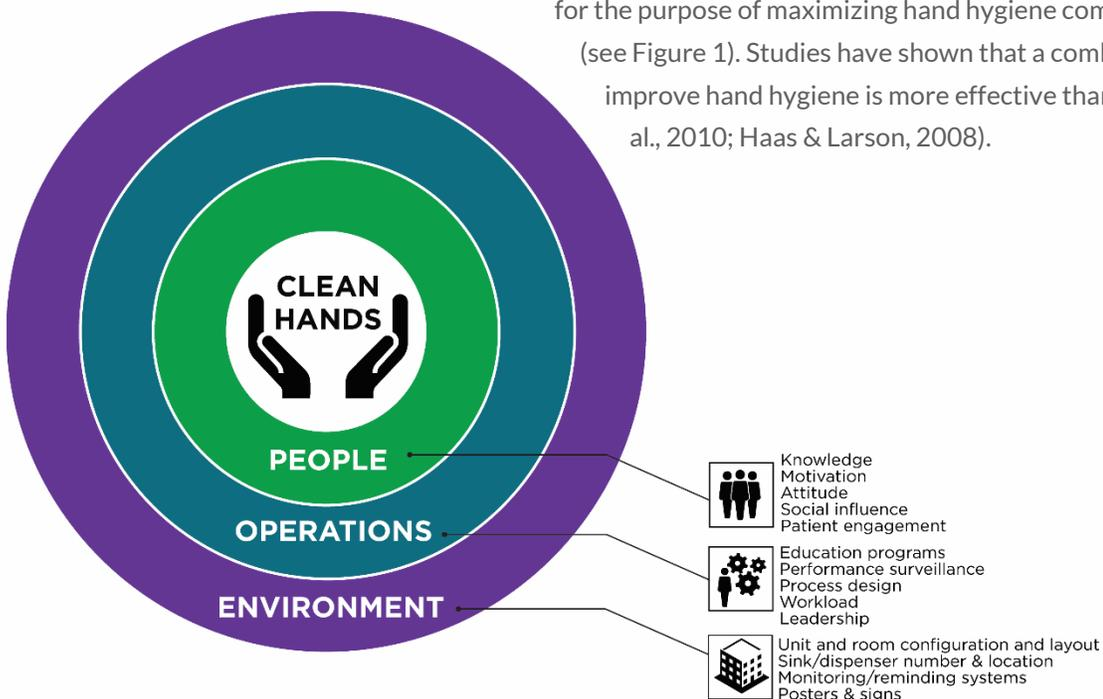 for the purpose of maximizing hand hygiene
(see Figure 1). Studies have shown that a
improve hand hygiene is more effective
al., 2010; Haas & Larson, 2008).
CLEAN
HANDS
PEOPLE
OPERATIONS
ENVIRONMENT
Knowledge
Motivation
Attitude
Social influence
Patient engagement
Education programs
Performance surveillance
Process design
Workload
Leadership
Unit and room configuration and layout
Sink/dispenser number & location
Monitoring/reminding systems
Posters & signs